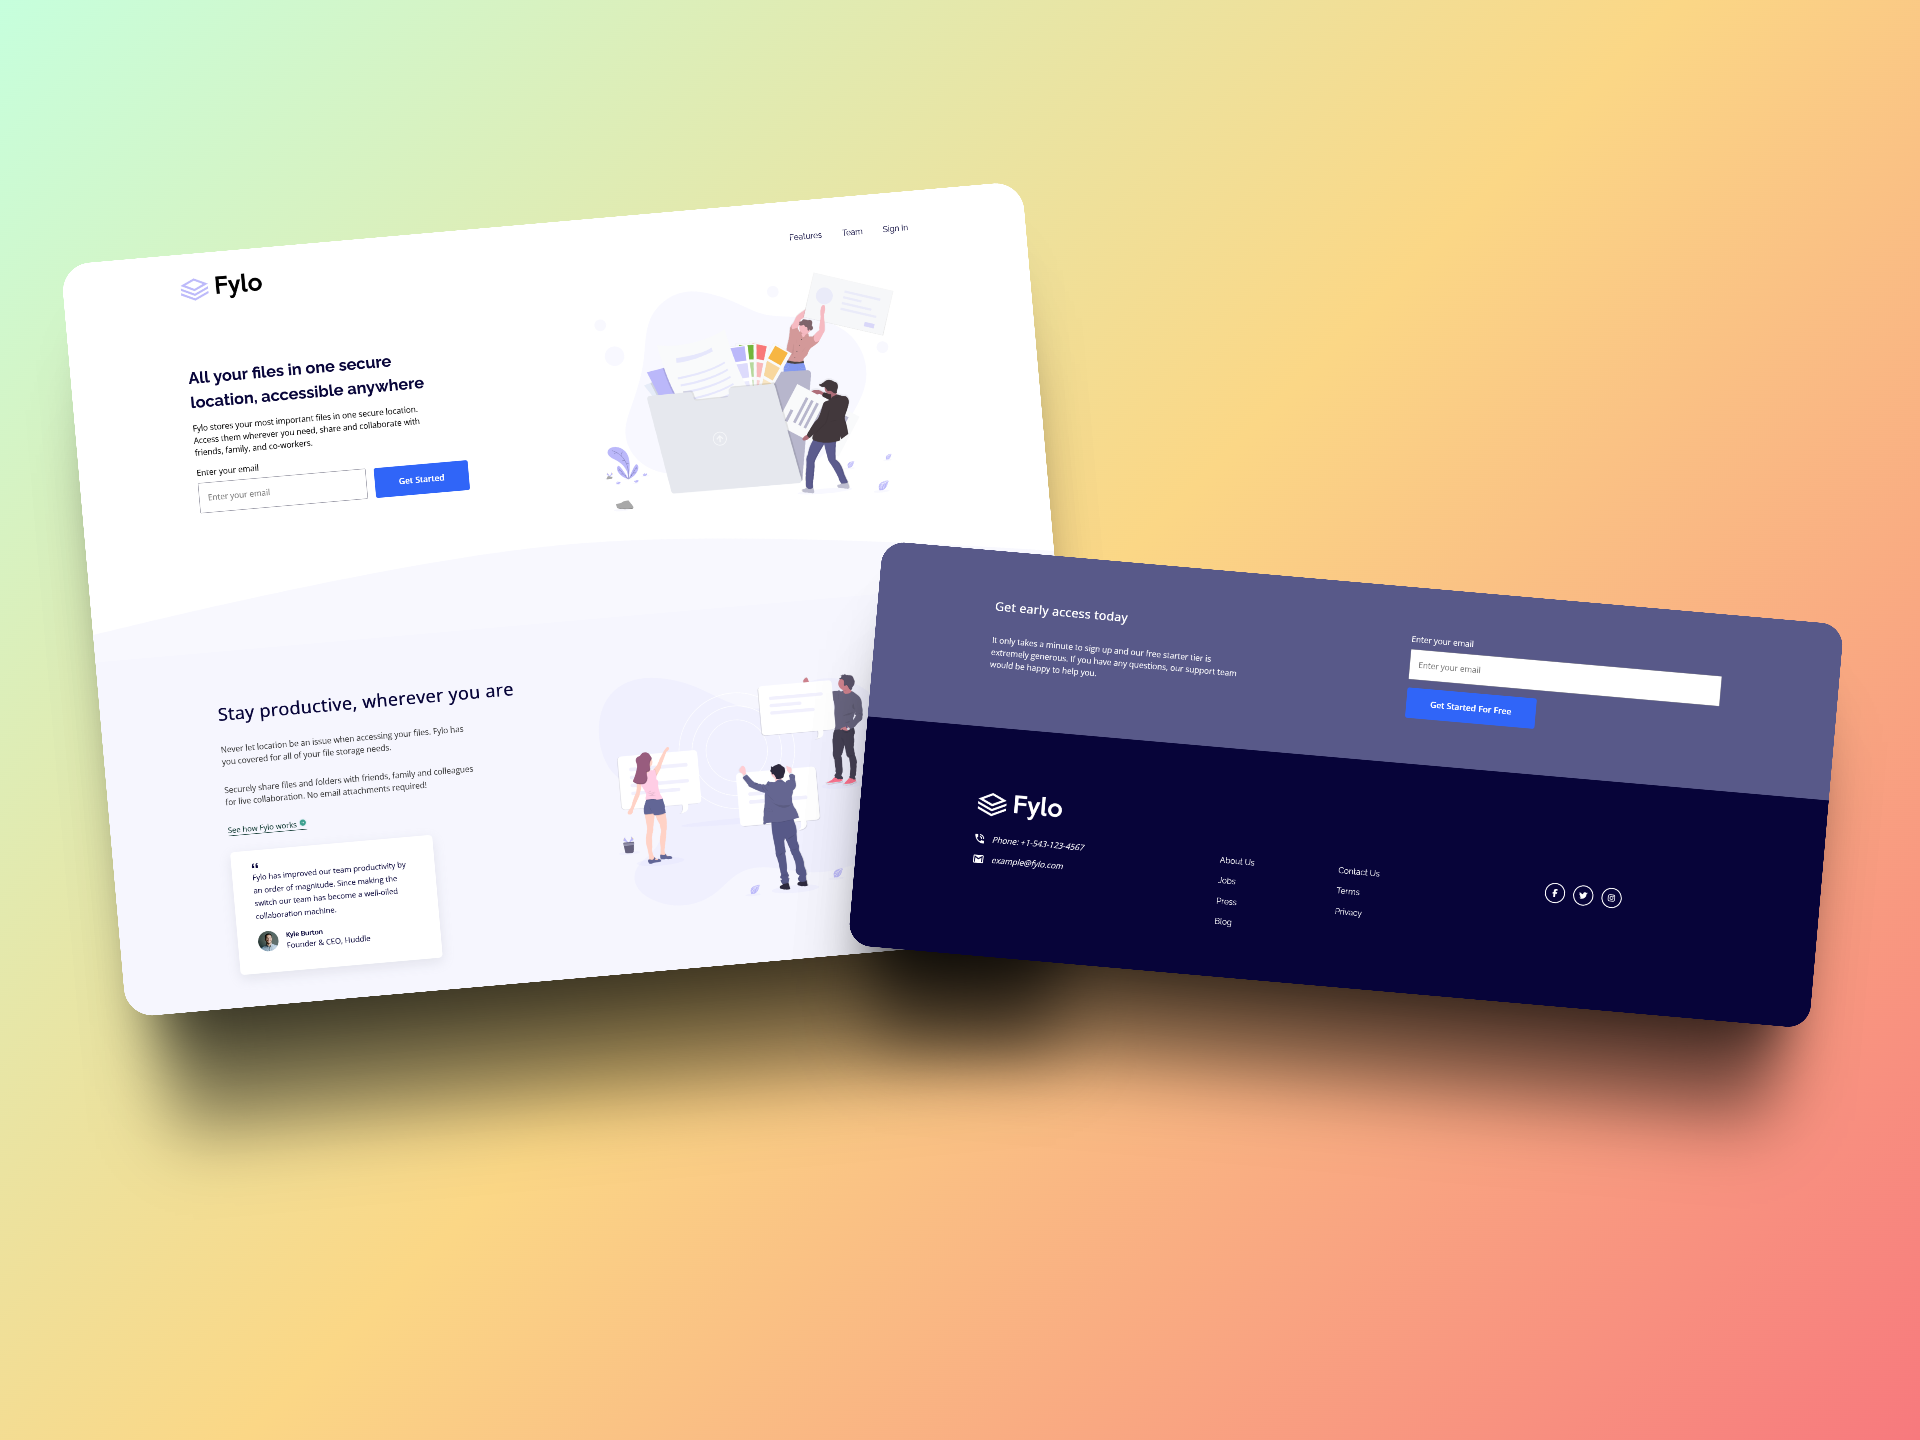 Features Team Sign In
Fylo
All your files in one secure
location, accessible anywhere
Fylo stores your most important files in one secure location.
Access them wherever you need, share and collaborate with
friends, family, and co-workers.
Enter your email
Enter your email
Get Started
Stay productive, wherever you are
Never let location be an issue when accessing your files. Fylo has
you covered for all of your file storage needs.
Securely share files and folders with friends, family and colleagues
for live collaboration. No email attachments required!
See how Fylo works
“
Fylo has improved our team productivity by
an order of magnitude. Since making the
switch our team has become a well-oiled
collaboration machine.
Kyle Burton
Founder & CEO, Huddle
Get early access today
It only takes a minute to sign up and our free starter tier is
extremely generous. If you have any questions, our support team
would be happy to help you.
Enter your email
Enter your email
Get Started For Free
Fylo
Phone: +1-543-123-4567
example@fylo.com
About Us
Jobs
Press
Blog
Contact Us
Terms
Privacy